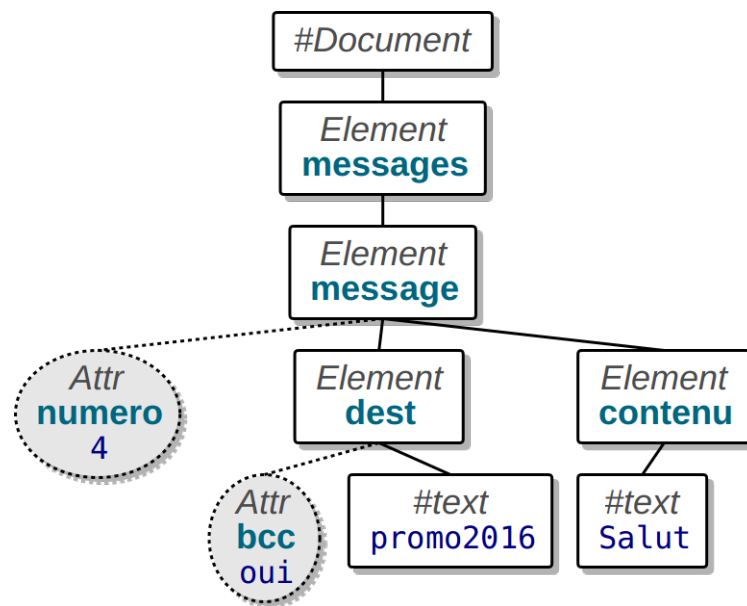 #Document
Element
messages
Element
message
Attr
numero
4
Element
dest
Element
contenu
Attr
bcc
oui
#text
promo2016
#text
Salut